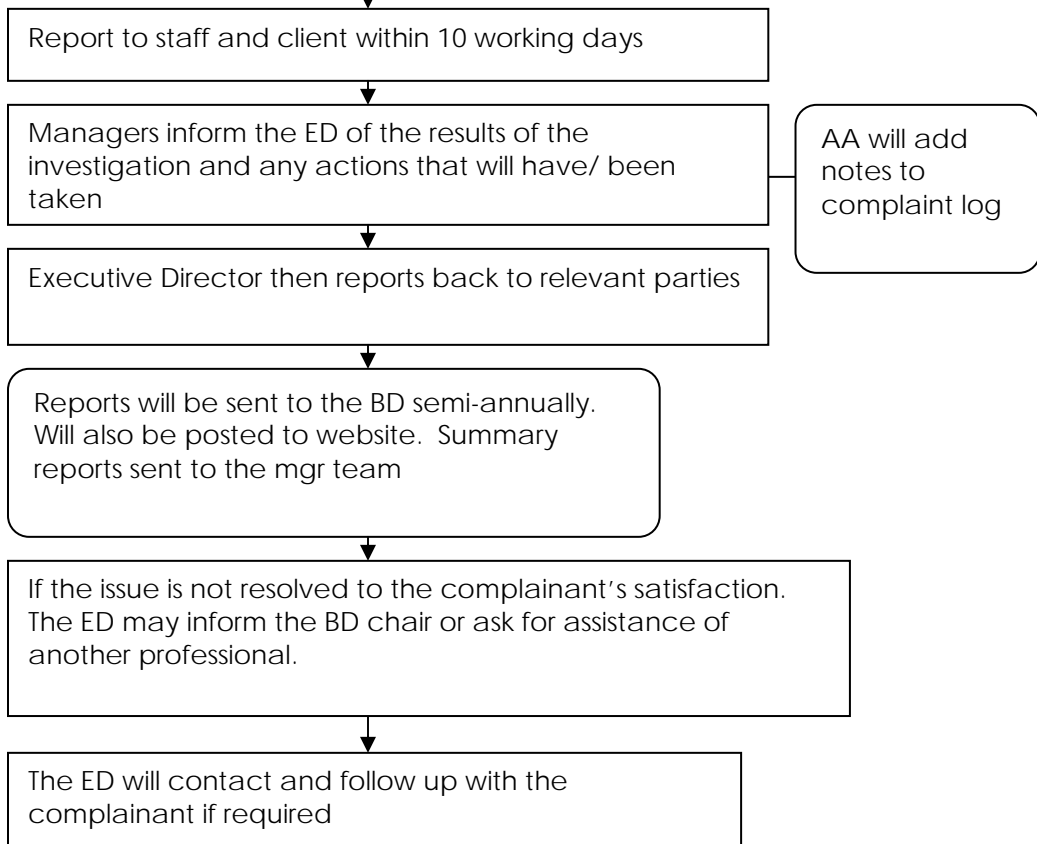 Report to staff and client within 10 working days
Managers inform the ED of the results of the
investigation and any actions that will have/ been
taken
AA will add
notes to
complaint log
Executive Director then reports back to relevant parties
Reports will be sent to the BD semi-annually.
Will also be posted to website.  Summary
reports sent to the mgr team
If the issue is not resolved to the complainant's satisfaction.
The ED may inform the BD chair or ask for assistance of
another professional.
The ED will contact and follow up with the
complainant if required